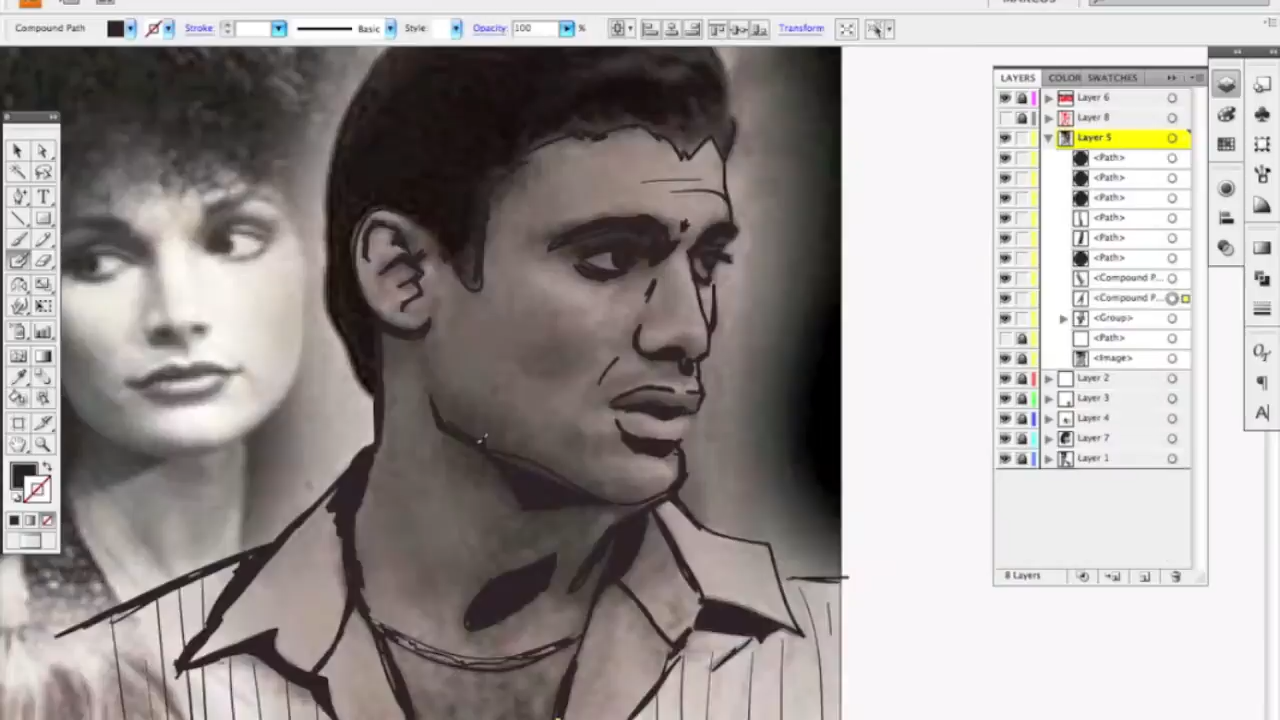 MARCOS
Compound Path Stroke: Basic Style: Opacity: 100 % Transform
LAYERS COLOR SWATCHES
Layer 6
Layer 8
Layer 5
<Path>
<Path>
<Path>
<Path>
<Path>
<Path>
<Compound P...
<Compound P...
<Group>
<Path>
<Image>
Layer 2
Layer 3
Layer 4
Layer 7
Layer 1
8 Layers